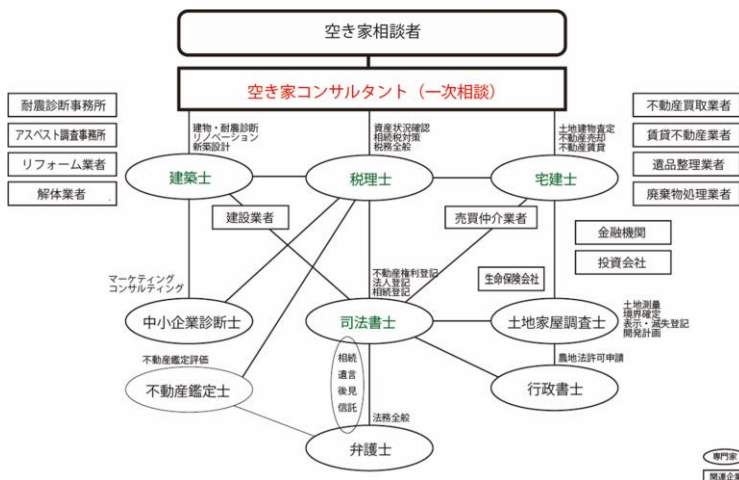 空き家相談者
空き家コンサルタント（一次相談）
耐震診断事務所
アスベスト調査事務所
リフォーム業者
解体業者
不動産買取業者
賃貸不動産業者
遺品整理業者
廃棄物処理業者
建物・耐震診断
リノベーション
新築設計
資産状況確認
相続税対策
税務全般
土地建物査定
不動産売却
不動産賃貸
建築士
税理士
宅建士
建設業者
売買仲介業者
金融機関
投資会社
生命保険会社
マーケティング
コンサルティング
不動産権利登記
法人登記
相続登記
土地測量
境界確定
表示・滅失登記
開発計画
中小企業診断士
司法書士
土地家屋調査士
不動産鑑定評価
不動産鑑定士
相続
遺言
後見
信託
農地法許可申請
行政書士
法務全般
弁護士
専門家
関連企業